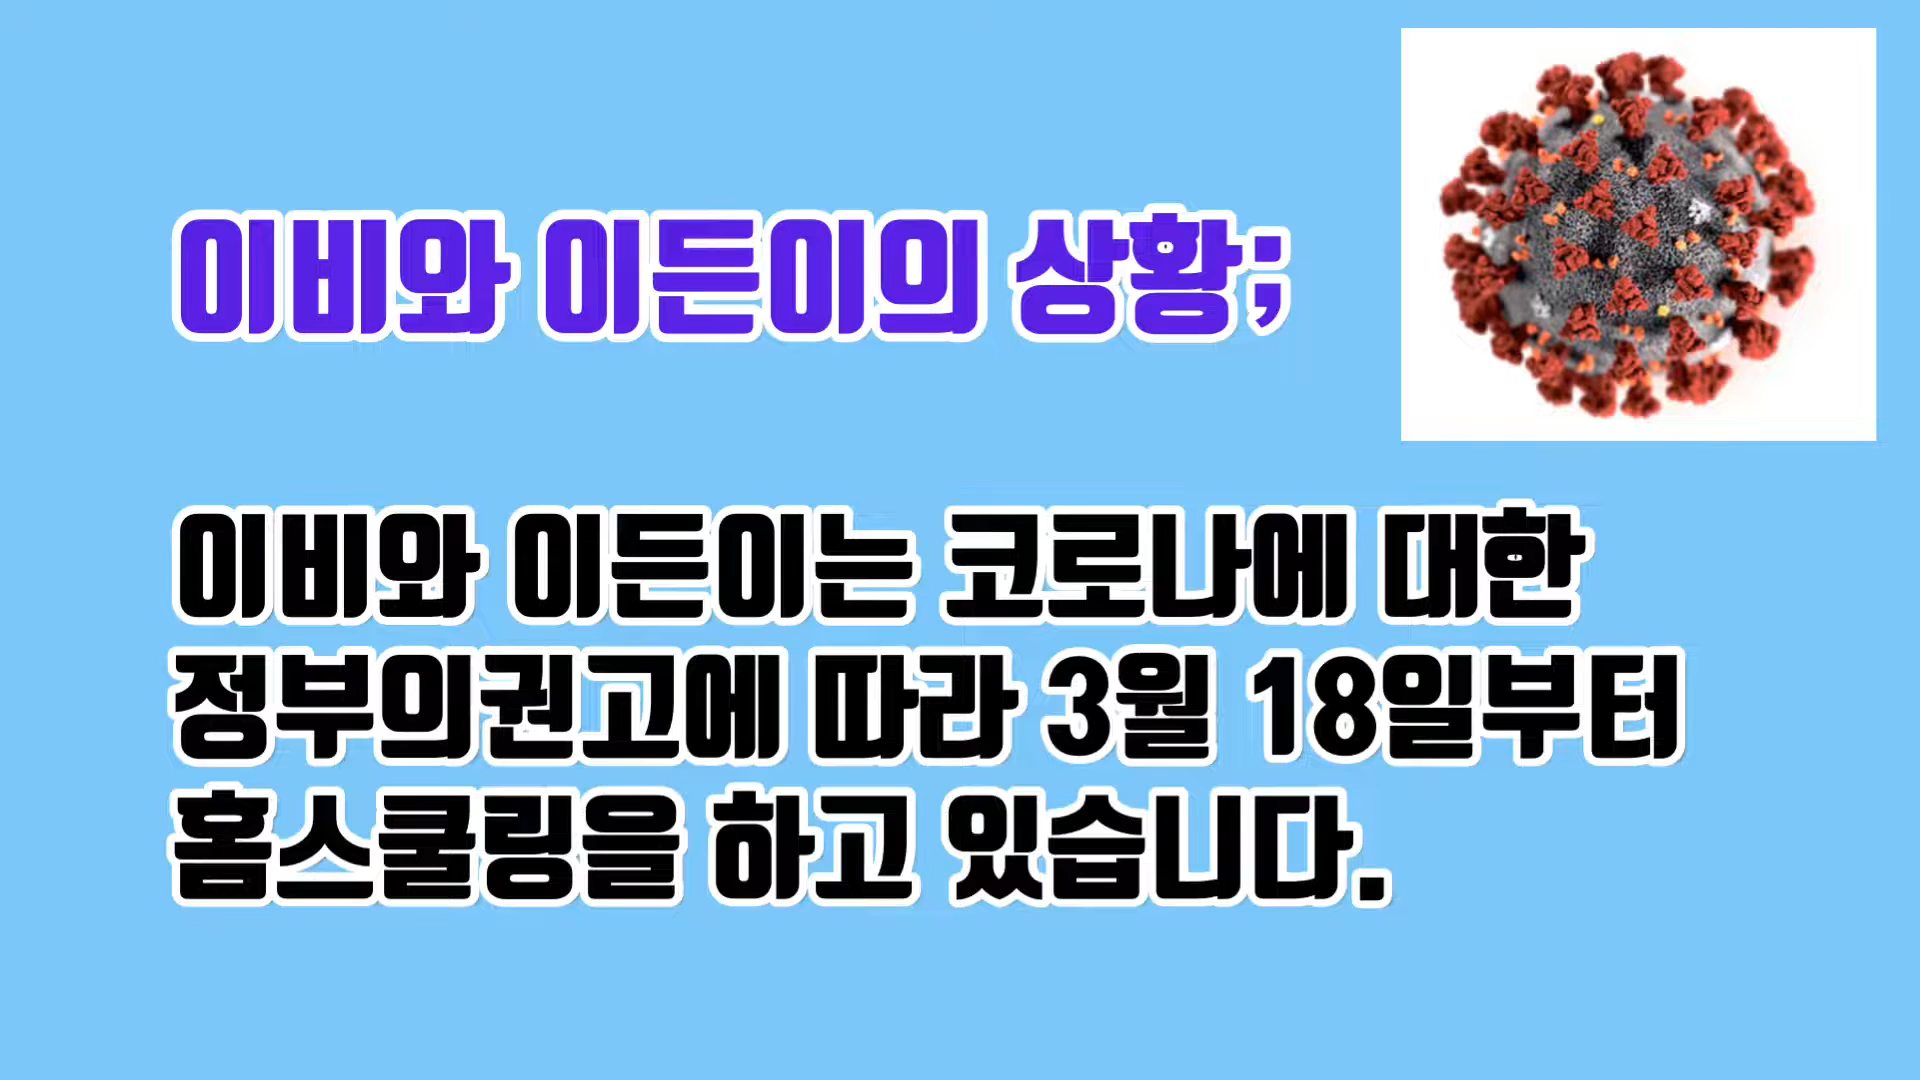 이비와 이든이의 상황;
이비와 이든이는 코로나에 대한
정부의권고에 따라 3월 18일부터
홈스쿨링을 하고 있습니다.